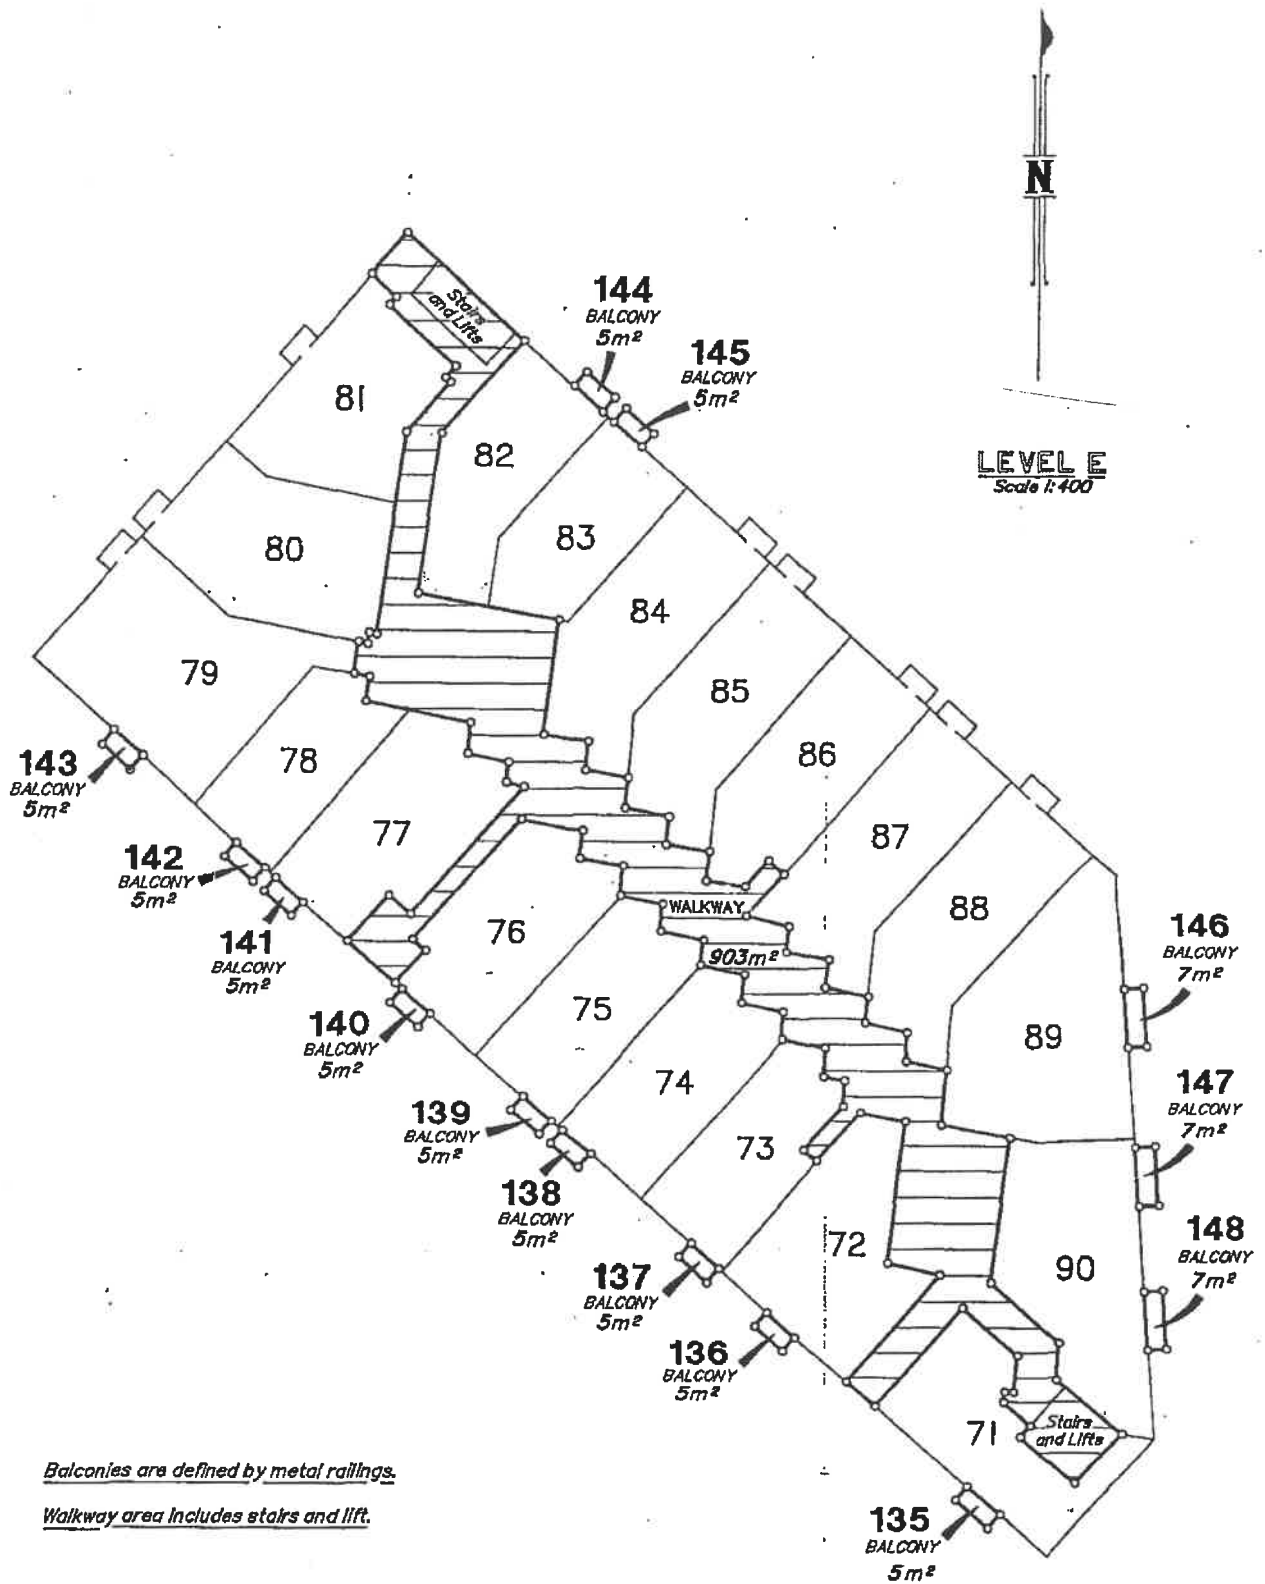 N
LEVEL E
Scale 1:400
144
BALCONY
5m²
145
BALCONY
5m²
Stairs
and Lifts
81
82
83
80
84
79
85
78
86
77
87
143
BALCONY
5m²
142
BALCONY
5m²
141
BALCONY
5m²
76
WALKWAY
903m²
88
75
89
146
BALCONY
7m²
140
BALCONY
5m²
74
147
BALCONY
7m²
139
BALCONY
5m²
73
138
BALCONY
5m²
72
90
148
BALCONY
7m²
137
BALCONY
5m²
136
BALCONY
5m²
71
Stairs
and Lifts
135
BALCONY
5m²
Balconies are defined by metal railings.
Walkway area includes stairs and lift.